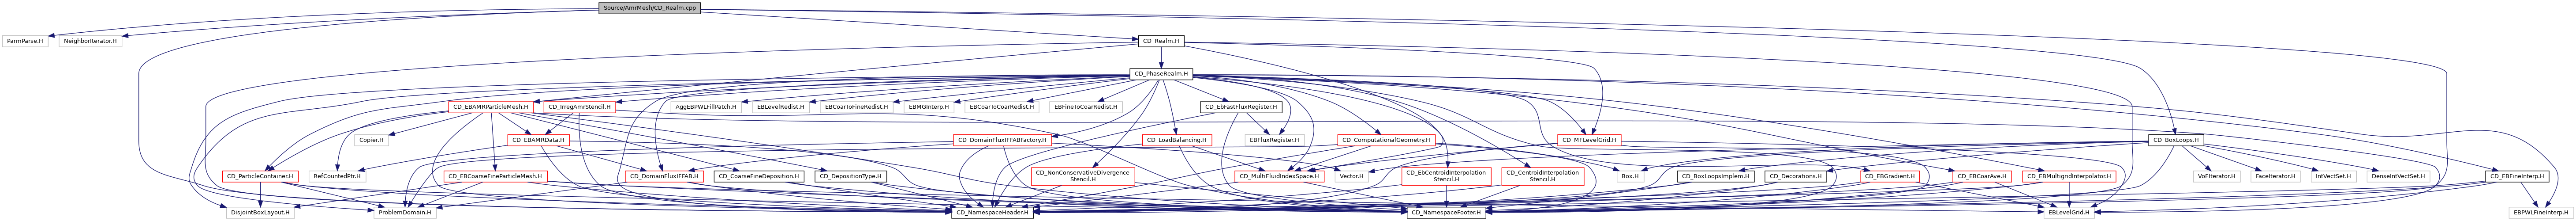 Source/AmrMesh/CD_Realm.cpp
ParmParse.H
NeighborIterator.H
CD_Realm.H
CD_PhaseRealm.H
CD_EBAMRParticleMesh.H
CD_IrregAmrStencil.H
AggEBPWLFillPatch.H
EBLevelRedist.H
EBCoarToFineRedist.H
EBMGInterp.H
EBCoarToCoarRedist.H
EBFineToCoarRedist.H
CD_EbFastFluxRegister.H
Copier.H
CD_EBAMRData.H
CD_DomainFluxIFFABFactory.H
CD_LoadBalancing.H
EBFluxRegister.H
CD_ComputationalGeometry.H
CD_MFLevelGrid.H
CD_BoxLoops.H
CD_ParticleContainer.H
RefCountedPtr.H
CD_EBCoarseFineParticleMesh.H
CD_DomainFluxIFFAB.H
CD_CoarseFineDeposition.H
CD_DepositionType.H
CD_NonConservativeDivergence
Stencil.H
CD_MultiFluidIndexSpace.H
Vector.H
CD_EbCentroidInterpolation
Stencil.H
CD_CentroidInterpolation
Stencil.H
Box.H
CD_BoxLoopsImplem.H
CD_Decorations.H
CD_EBGradient.H
CD_EBCoarAve.H
CD_EBMultigridInterpolator.H
VoFIterator.H
FaceIterator.H
IntVectSet.H
DenseIntVectSet.H
CD_EBFineInterp.H
DisjointBoxLayout.H
ProblemDomain.H
CD_NamespaceHeader.H
CD_NamespaceFooter.H
EBLevelGrid.H
EBPWLFineInterp.H